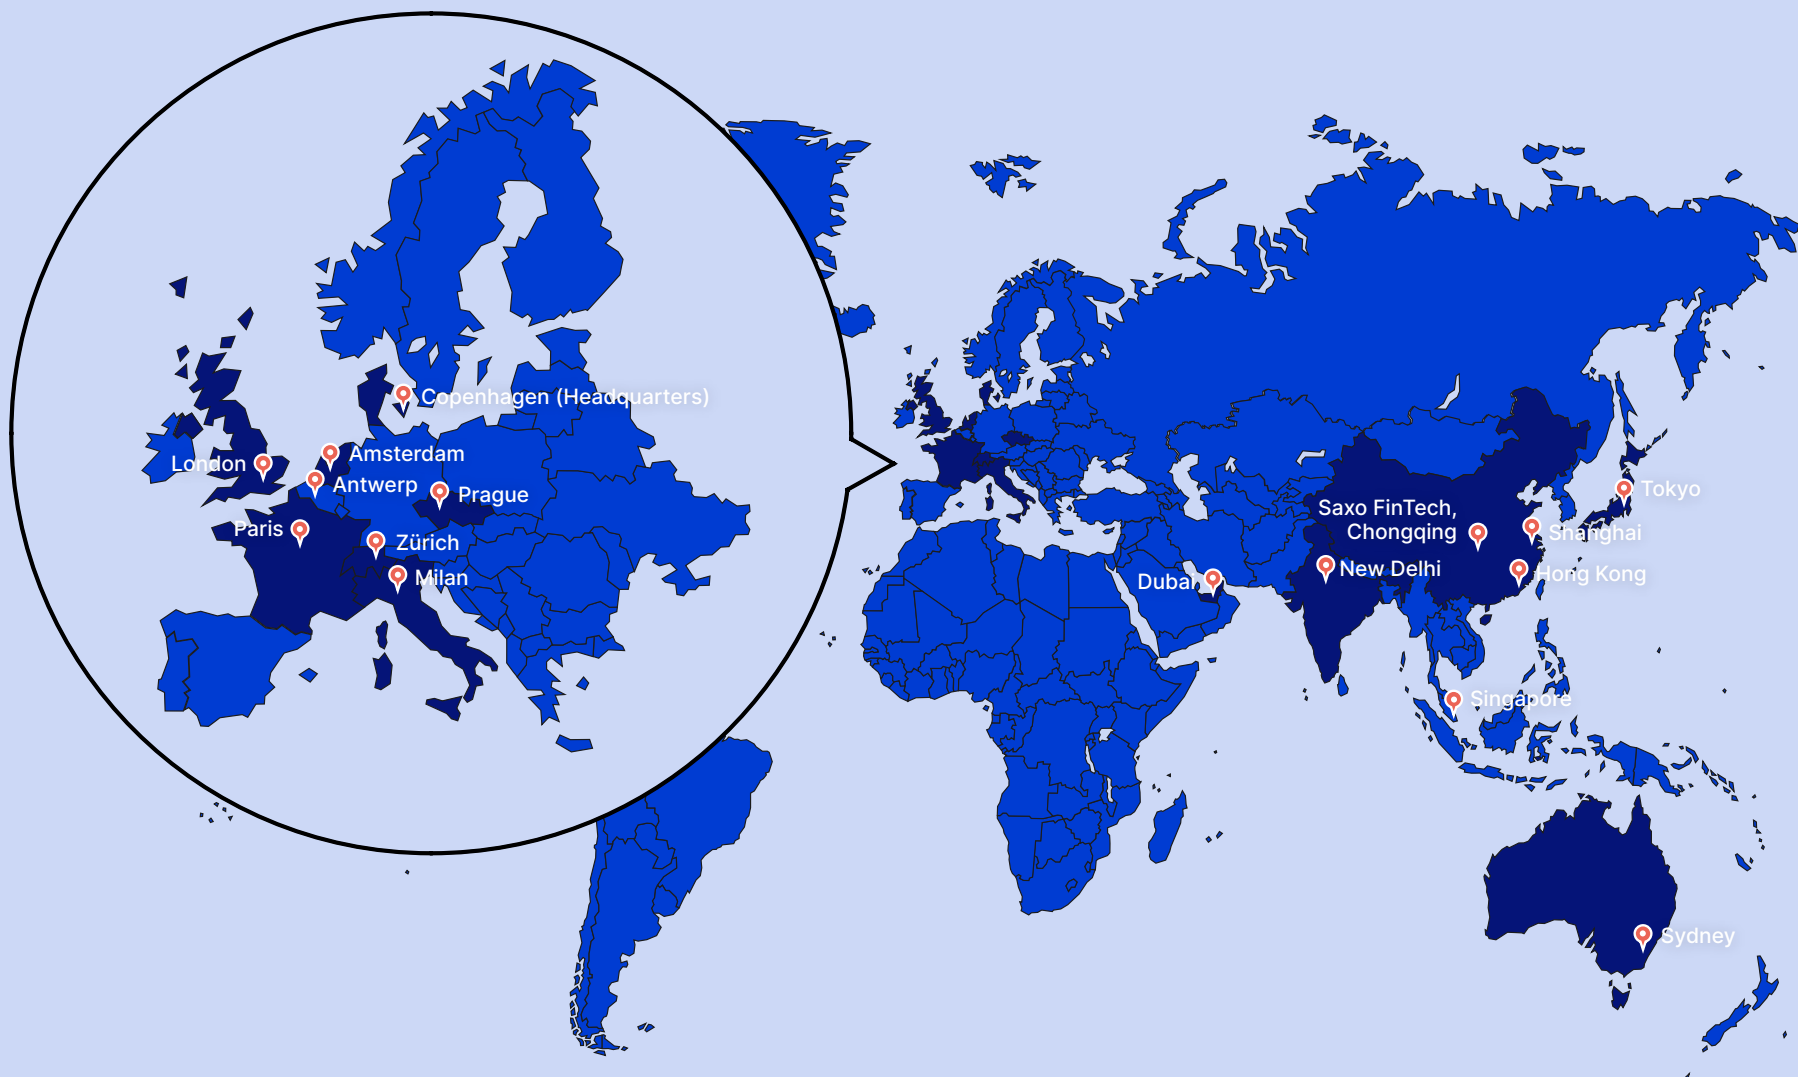 Copenhagen (Headquarters)
Amsterdam
London
Antwerp
Prague
Paris
Zürich
Milan
Tokyo
Saxo FinTech,
Chongqing
Shanghai
New Delhi
Hong Kong
Dubai
Singapore
Sydney